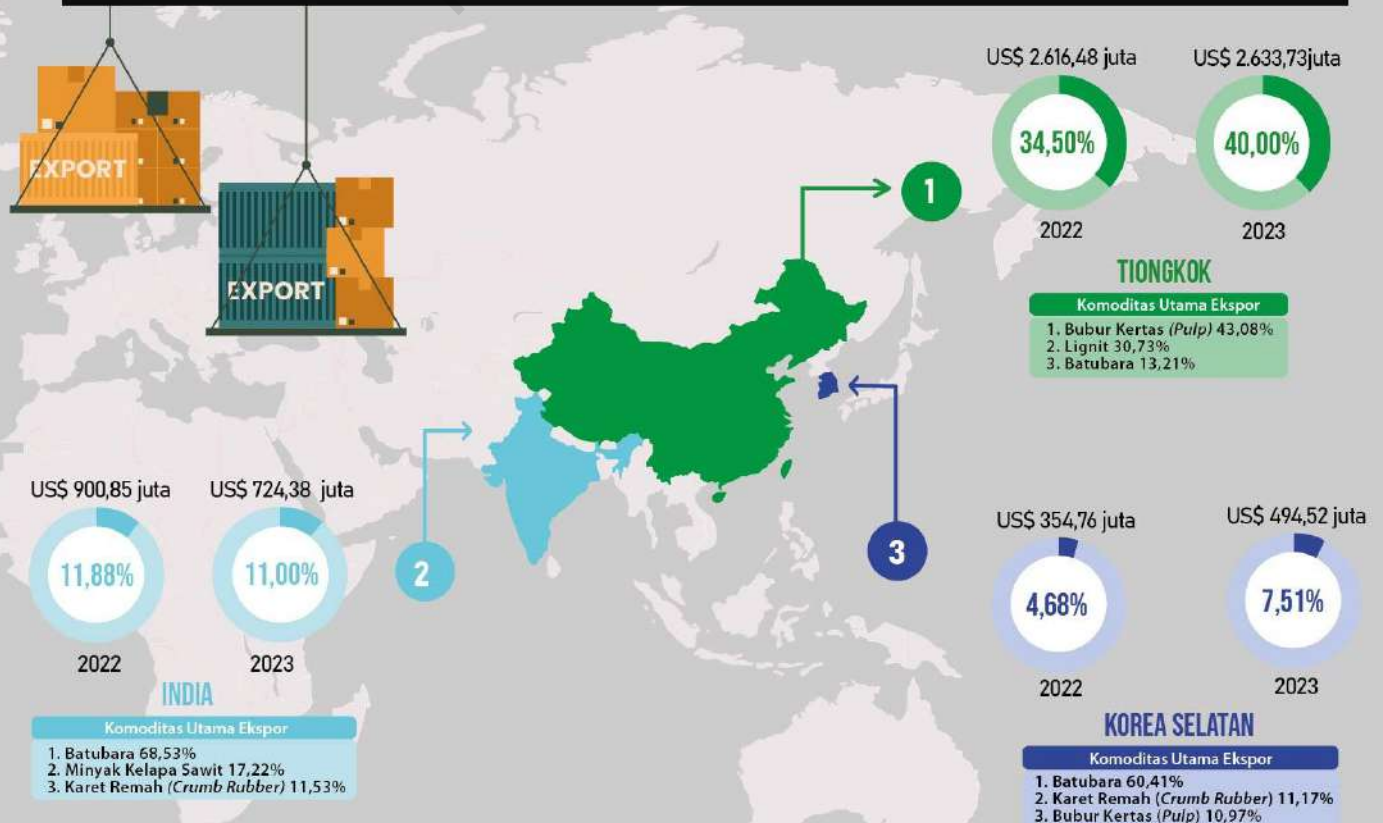 EXPORT
EXPORT
1
US$ 2.616,48 juta
34,50%
2022
US$ 2.633,73juta
40,00%
2023
TIONGKOK
Komoditas Utama Ekspor
1. Bubur Kertas (Pulp) 43,08%
2. Lignit 30,73%
3. Batubara 13,21%
2
US$ 900,85 juta
11,88%
2022
US$ 724,38 juta
11,00%
2023
INDIA
Komoditas Utama Ekspor
1. Batubara 68,53%
2. Minyak Kelapa Sawit 17,22%
3. Karet Remah (Crumb Rubber) 11,53%
3
US$ 354,76 juta
4,68%
2022
US$ 494,52 juta
7,51%
2023
KOREA SELATAN
Komoditas Utama Ekspor
1. Batubara 60,41%
2. Karet Remah (Crumb Rubber) 11,17%
3. Bubur Kertas (Pulp) 10,97%